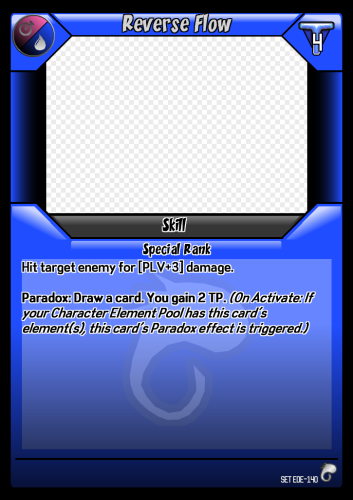 Reverse Flow
4
Skill
Special Rank
Hit target enemy for [PLV+3] damage.
Paradox: Draw a card. You gain 2 TP. (On Activate: If
your Character Element Pool has this card's
element(s), this card's Paradox effect is triggered.)
SET EDE-140